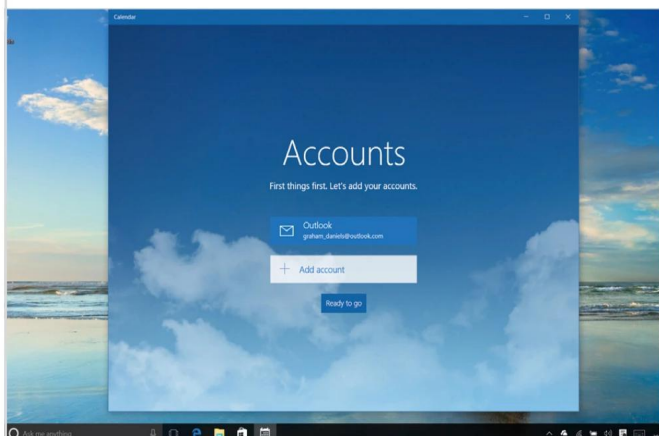 Calendar
Accounts
First things first. Let's add your accounts.
Outlook
graham_daniels@outlook.com
Add account
Ready to go
Ask me anything